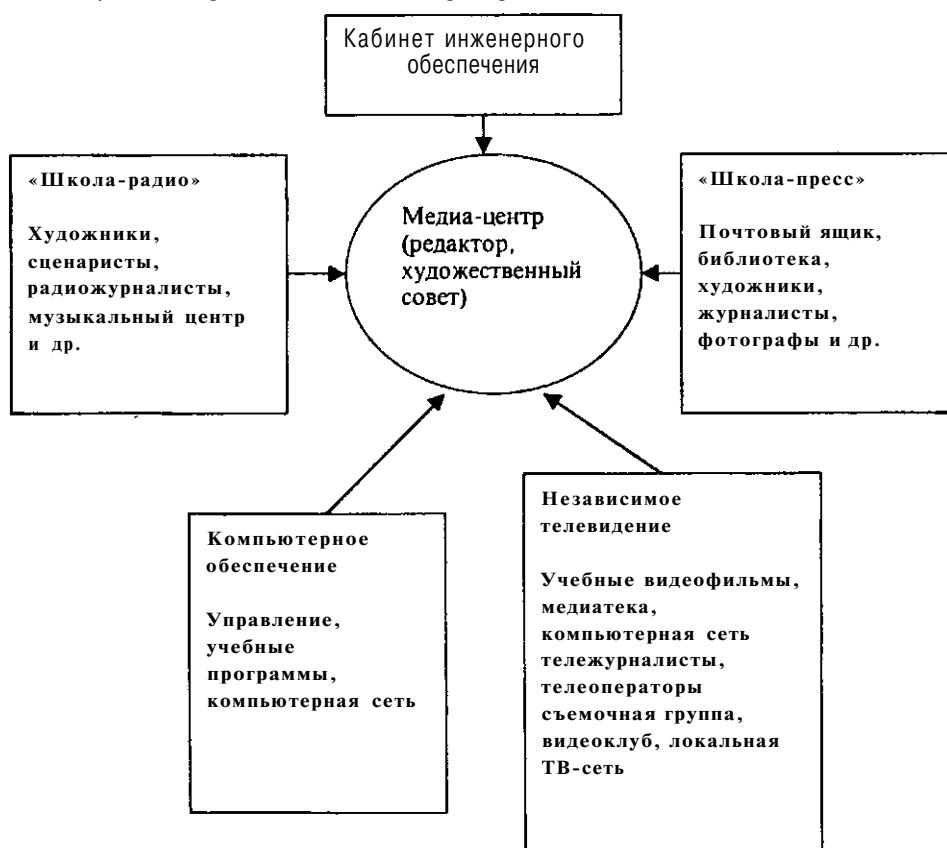 Кабинет инженерного
обеспечения
«Школа-радио»
Художники,
сценаристы,
радиожурналисты,
музыкальный центр
и др.
Медиа-центр
(редактор,
художественный
совет)
«Школа-пресс»
Почтовый ящик,
библиотека,
художники,
журналисты,
фотографы и др.
Компьютерное
обеспечение
Управление,
учебные
программы,
компьютерная сеть
Независимое
телевидение
Учебные видеофильмы,
медиатека,
компьютерная сеть
тележурналисты,
телеоператоры
съемочная группа,
видеоклуб, локальная
ТВ-сеть